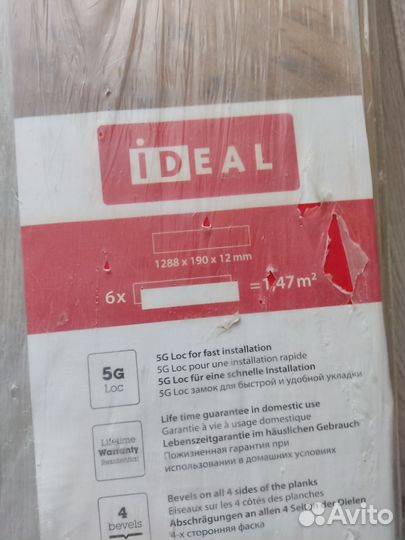 iDEAL
1288 x 190 x 12 mm
6x = 1,47 m²
5G Loc
5G Loc for fast installation
5G Loc pour une installation rapide
5G Loc für eine schnelle Installation
5G Loc замок для быстрой и удобной укладки
Lifetime Warranty Residential
Life time guarantee in domestic use
Garantie à vie à usage domestique
Lebenszeitgarantie im häuslichen Gebrauch
Пожизненная гарантия при
использовании в домашних условиях
4 bevels
Bevels on all 4 sides of the planks
Biseaux sur les 4 côtés des planches
Abschrägungen an allen 4 Seiten der Dielen
4-х сторонняя фаска
Avito